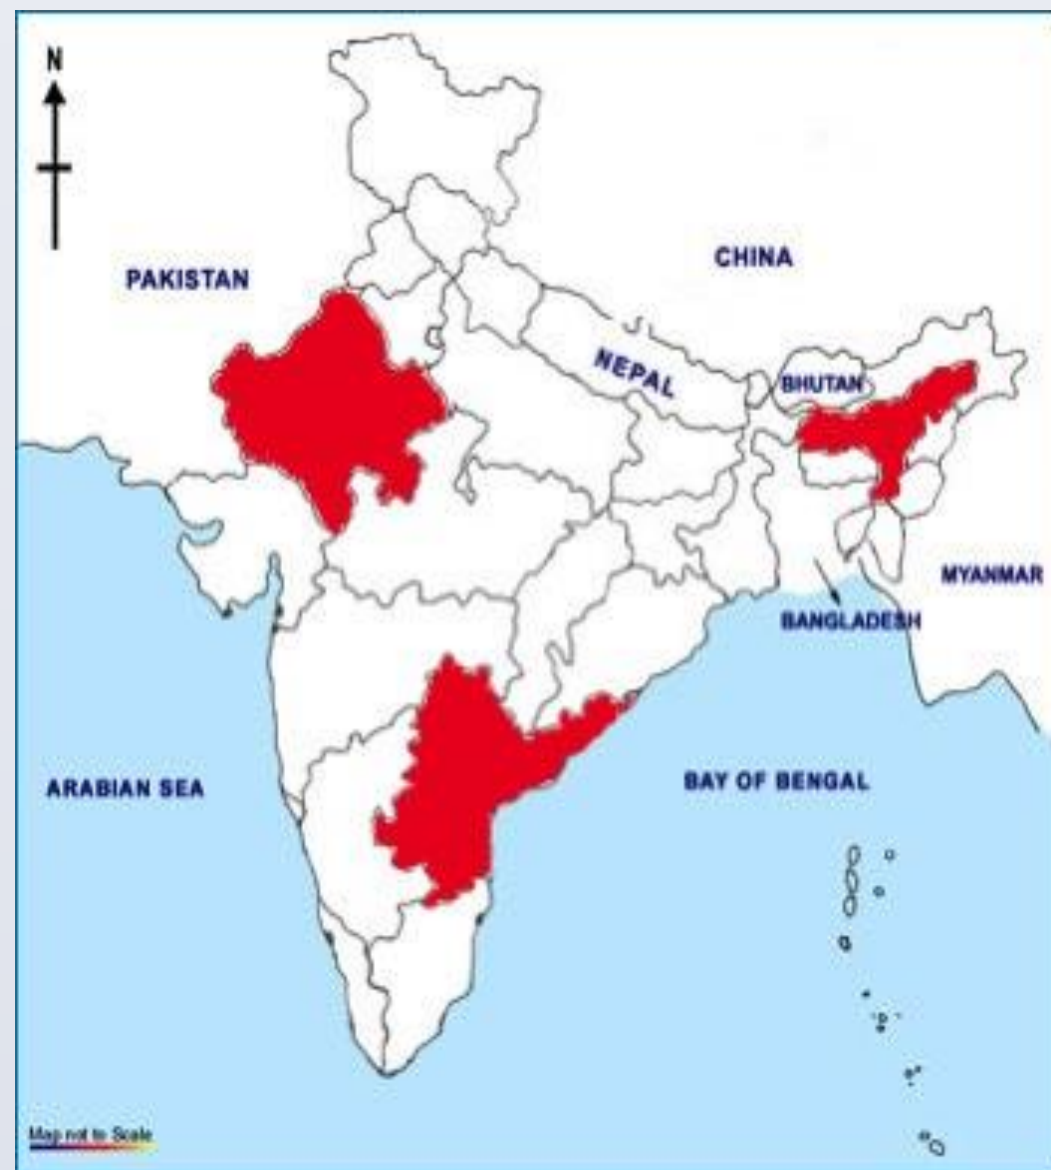 N
CHINA
PAKISTAN
NEPAL
BHUTAN
MYANMAR
BANGLADESH
ARABIAN SEA
BAY OF BENGAL
Map not to Scale